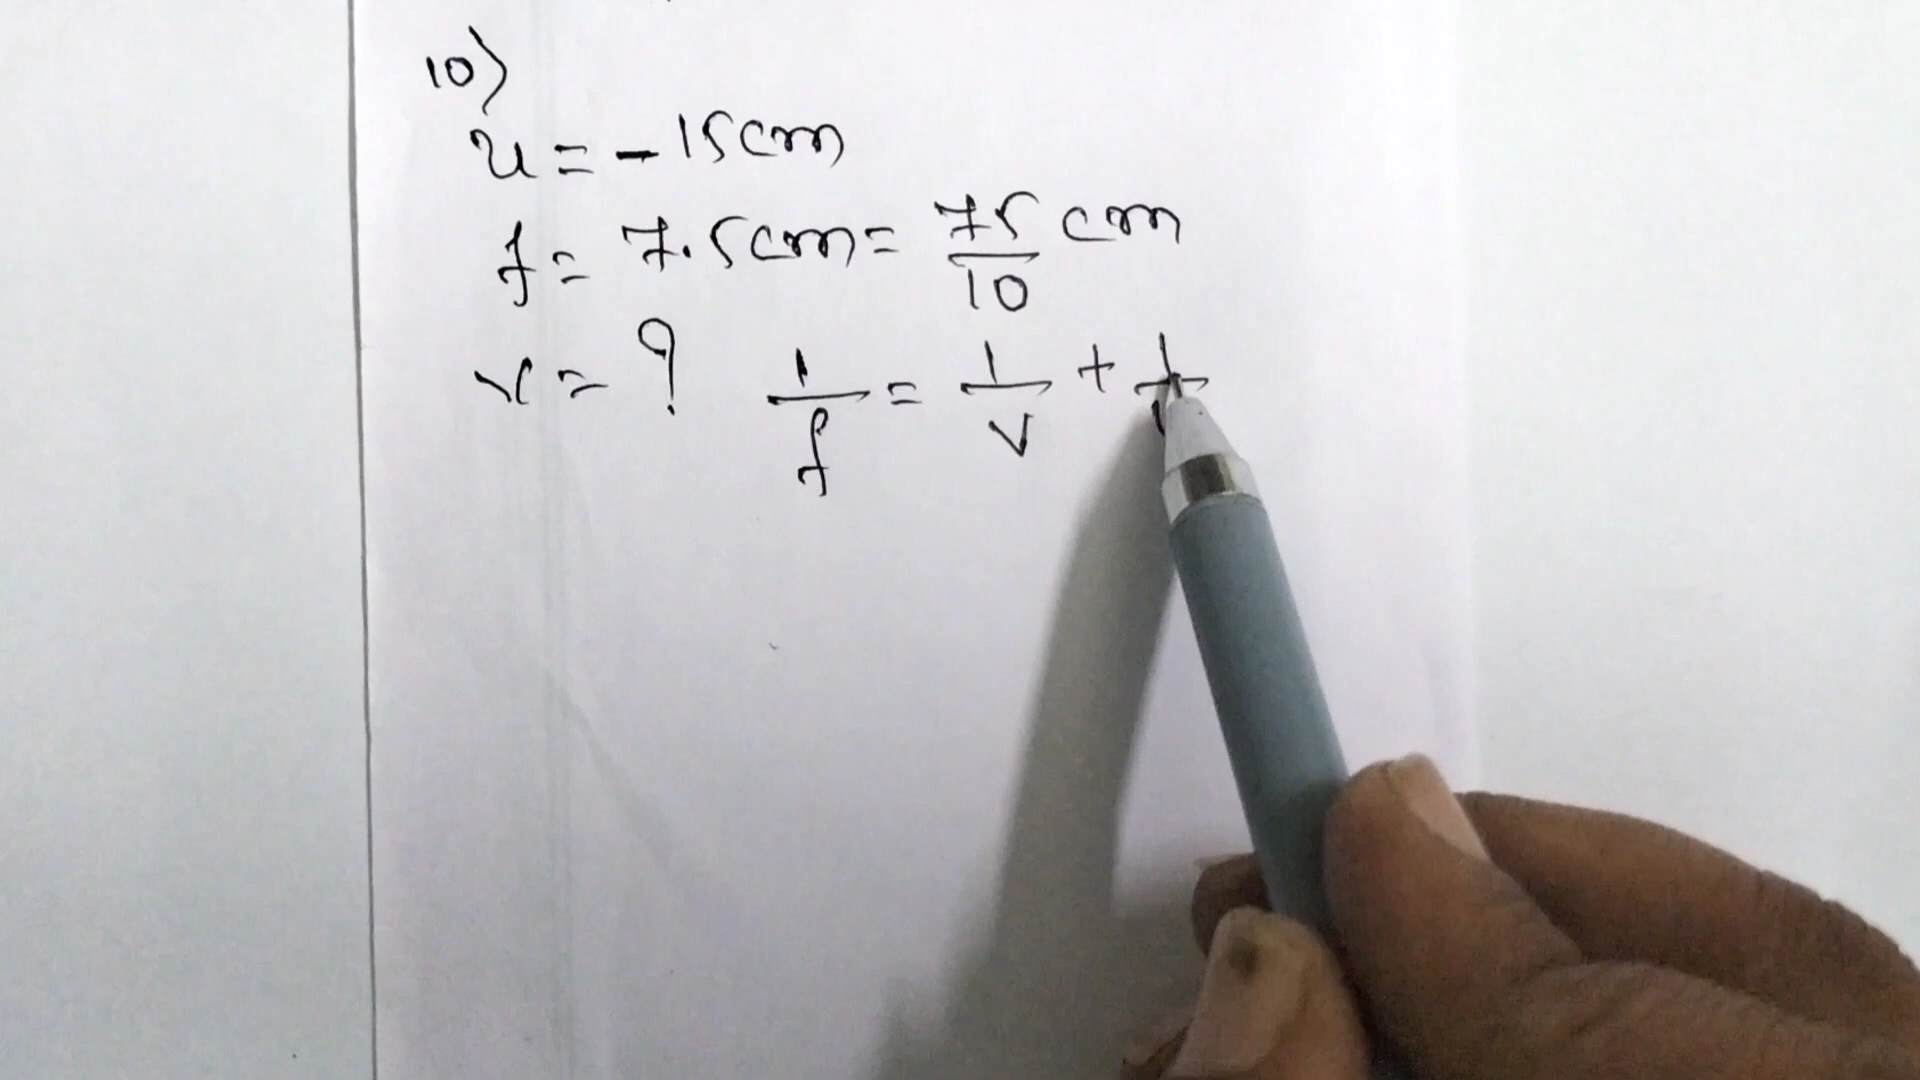 10)
u = -15cm
f = 7.5cm = 75/10 cm
v = ? 1/f = 1/v + 1/